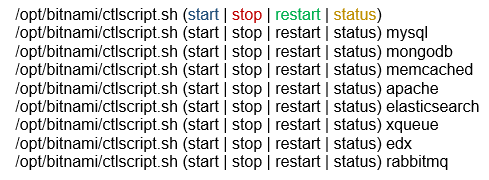 /opt/bitnami/ctlscript.sh (start | stop | restart | status)
/opt/bitnami/ctlscript.sh (start | stop | restart | status) mysql
/opt/bitnami/ctlscript.sh (start | stop | restart | status) mongodb
/opt/bitnami/ctlscript.sh (start | stop | restart | status) memcached
/opt/bitnami/ctlscript.sh (start | stop | restart | status) apache
/opt/bitnami/ctlscript.sh (start | stop | restart | status) elasticsearch
/opt/bitnami/ctlscript.sh (start | stop | restart | status) xqueue
/opt/bitnami/ctlscript.sh (start | stop | restart | status) edx
/opt/bitnami/ctlscript.sh (start | stop | restart | status) rabbitmq